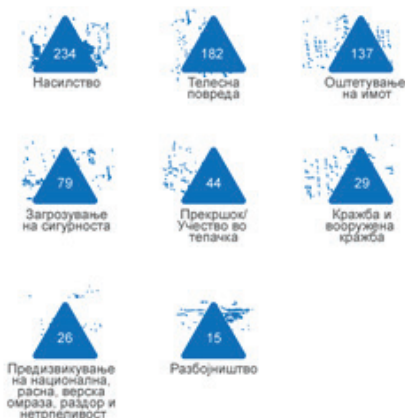 234
Насилство
182
Телесна
повреда
137
Оштетување
на имот
79
Загрозување
на сигурноста
44
Прекршок/
Учество во
тепачка
29
Кражба и
вооружена
кражба
26
Предизвикување
на национална,
расна, верска
омраза, раздор и
нетрпеливост
15
Разбојништво